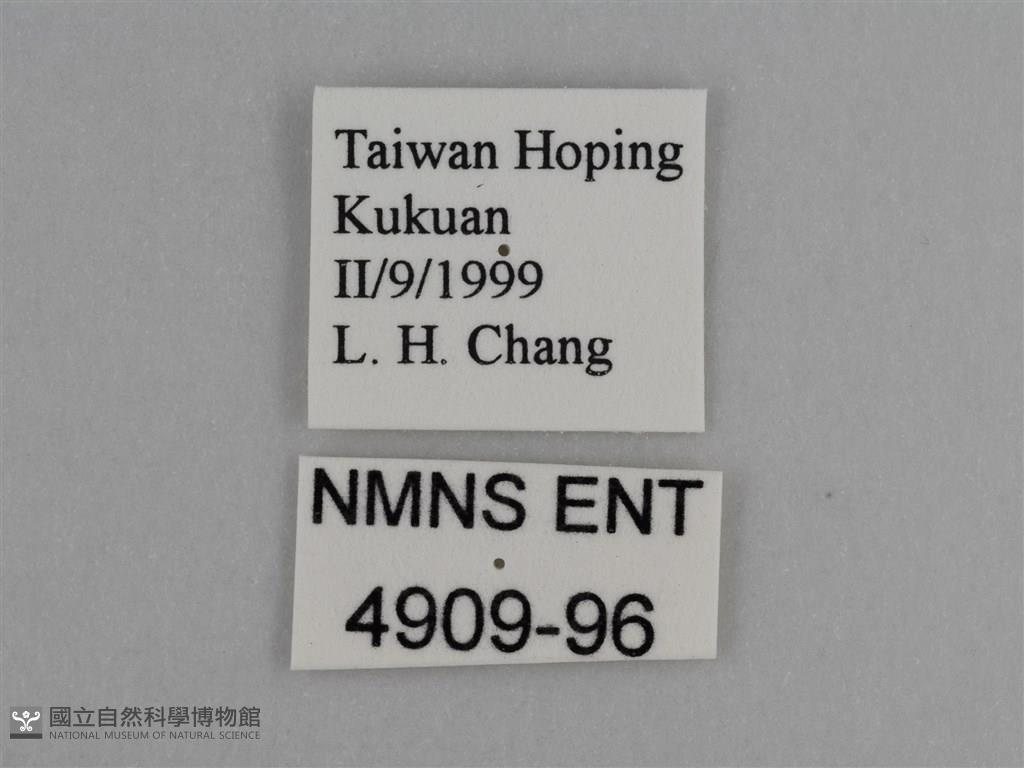 Taiwan Hoping
Kukuan
II/9/1999
L. H. Chang
NMNS ENT
4909-96
國立自然科學博物館
NATIONAL MUSEUM OF NATURAL SCIENCE